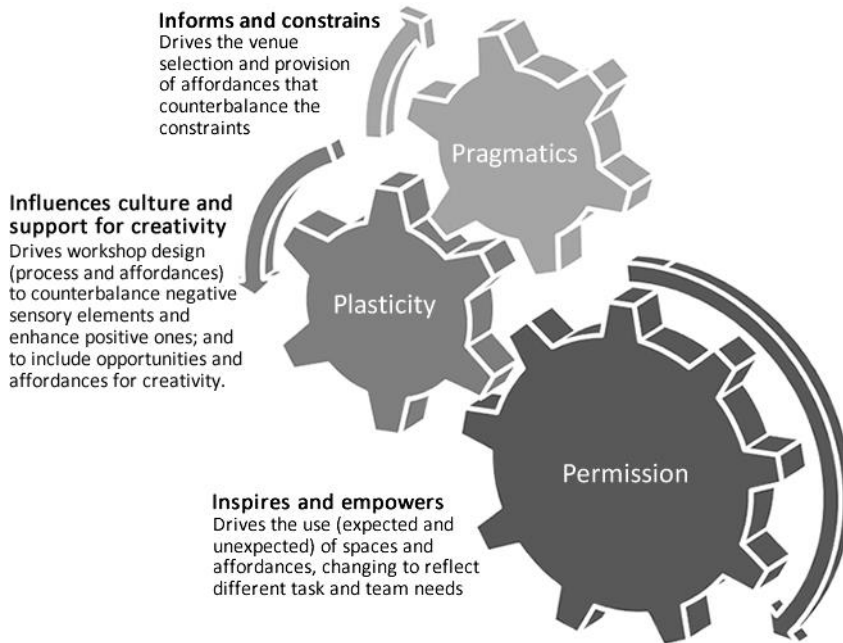 Informs and constrains
Drives the venue
selection and provision
of affordances that
counterbalance the
constraints
Pragmatics
Influences culture and
support for creativity
Drives workshop design
(process and affordances)
to counterbalance negative
sensory elements and
enhance positive ones; and
to include opportunities and
affordances for creativity.
Plasticity
Permission
Inspires and empowers
Drives the use (expected and
unexpected) of spaces and
affordances, changing to reflect
different task and team needs